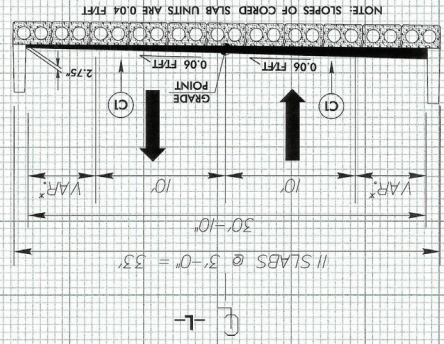 C -L-
11 SLABS @ 3'-0" = 33'
30'-10"
VAR.* 10' 10' VAR.*
C1 GRADE POINT C1
0.06 FT/FT 0.06 FT/FT
2.75"
NOTE: SLOPES OF CORED SLAB UNITS ARE 0.04 FT/FT